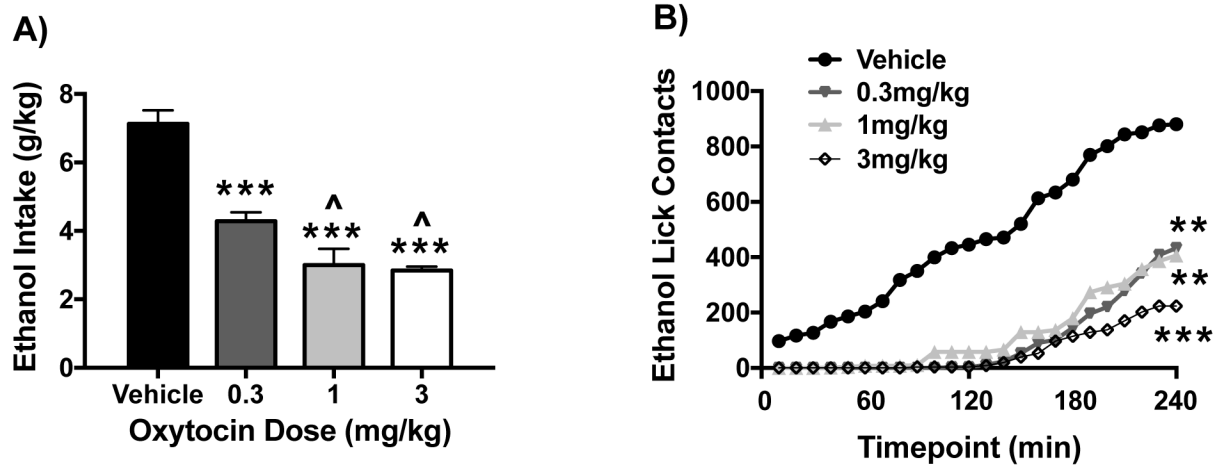 A)
Ethanol Intake (g/kg)
8
6
4
2
0
***
^
***
^
***
Vehicle 0.3 1 3
Oxytocin Dose (mg/kg)
B)
Vehicle
0.3mg/kg
1mg/kg
3mg/kg
Ethanol Lick Contacts
1000
800
600
400
200
0
**
**
***
0 60 120 180 240
Timepoint (min)